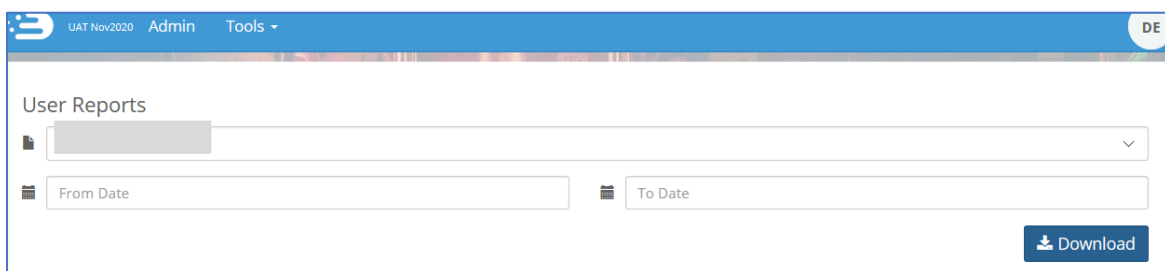 UAT Nov2020 Admin Tools DE
User Reports
From Date To Date
Download